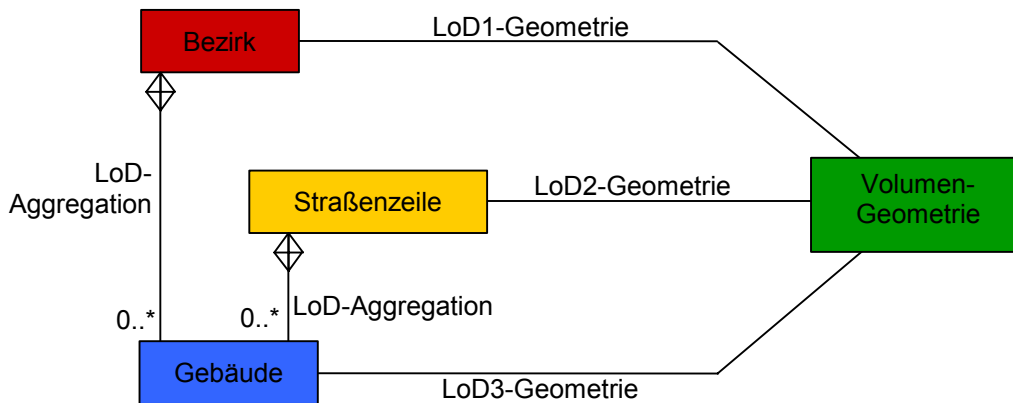 LoD1-Geometrie
Bezirk
LoD-
Aggregation
Straßenzeile
LoD2-Geometrie
Volumen-
Geometrie
LoD-Aggregation
0..*
0..*
Gebäude
LoD3-Geometrie